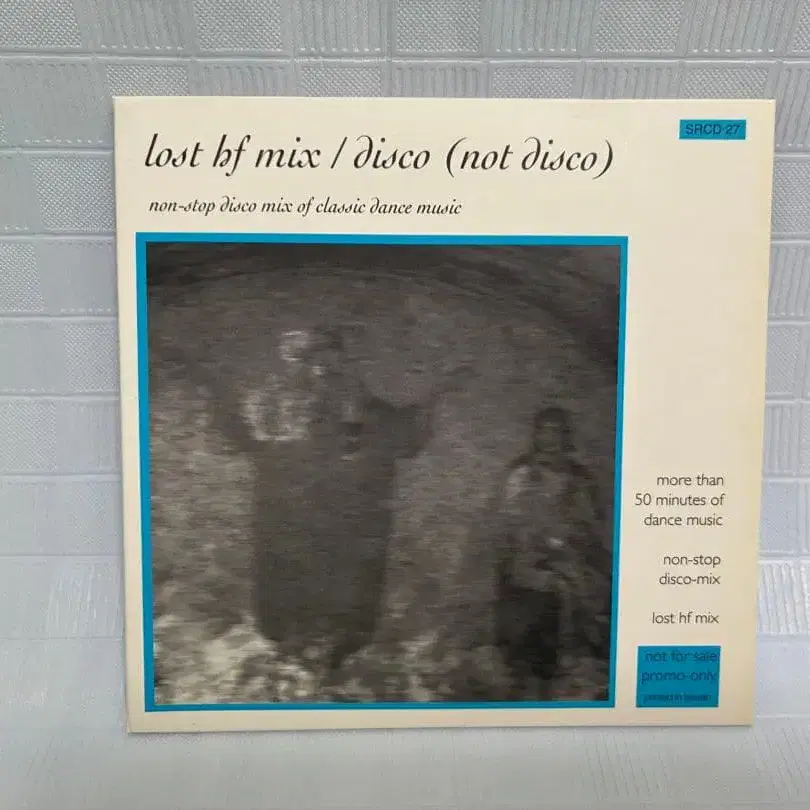 lost hf mix / disco (not disco)
SRCD 27
non-stop disco mix of classic dance music
more than
50 minutes of
dance music
non-stop
disco-mix
lost hf mix
not for sale
promo-only